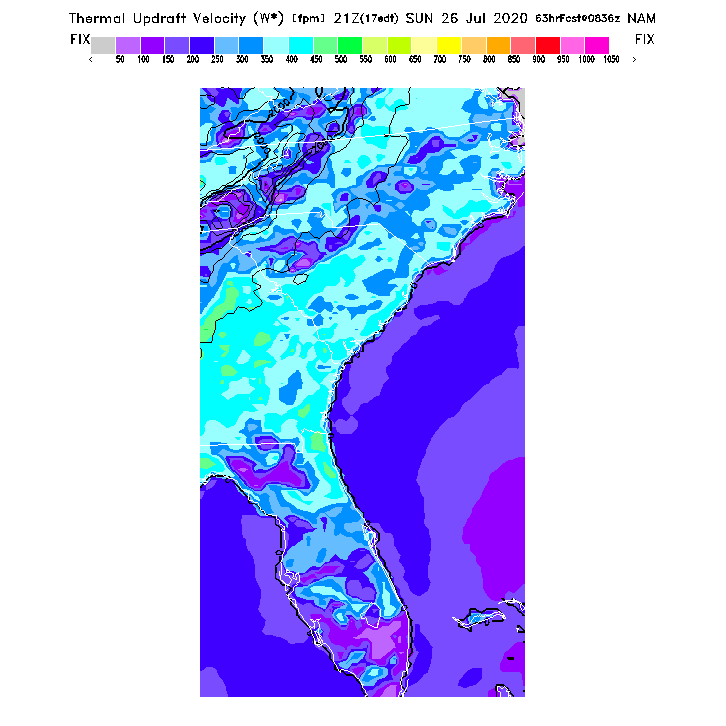 Thermal Updraft Velocity (W*) [fpm] 21Z(17edt) SUN 26 Jul 2020 63hrFcst@0836z NAM
FIX FIX
< 50 100 150 200 250 300 350 400 450 500 550 600 650 700 750 800 850 900 950 1000 1050 >